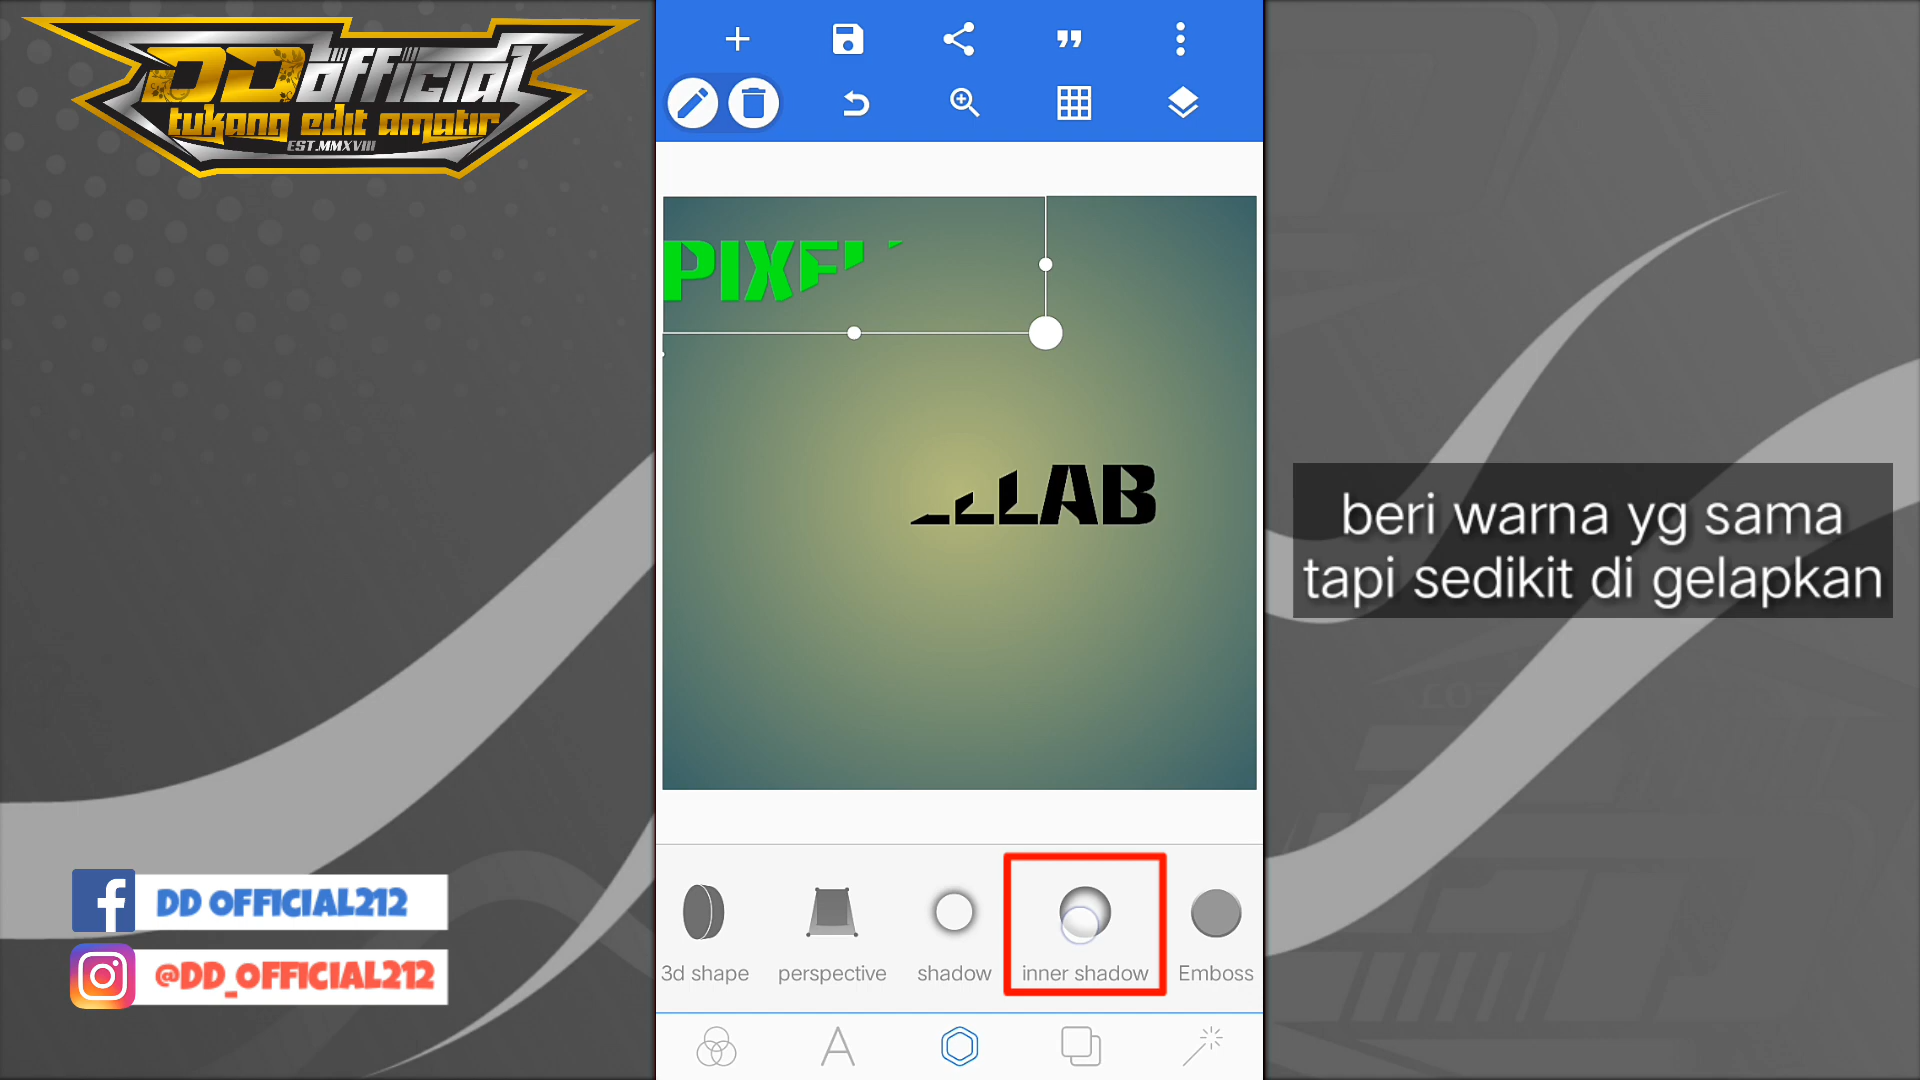 DD official
tukang edit amatir
EST.MMXVIII
PIXEL
LAB
beri warna yg sama
tapi sedikit di gelapkan
DD OFFICIAL212
@DD_OFFICIAL212
3d shape
perspective
shadow
inner shadow
Emboss